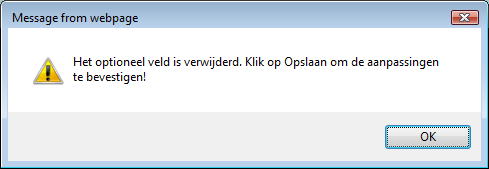 Message from webpage
Het optioneel veld is verwijderd. Klik op Opslaan om de aanpassingen
te bevestigen!
OK